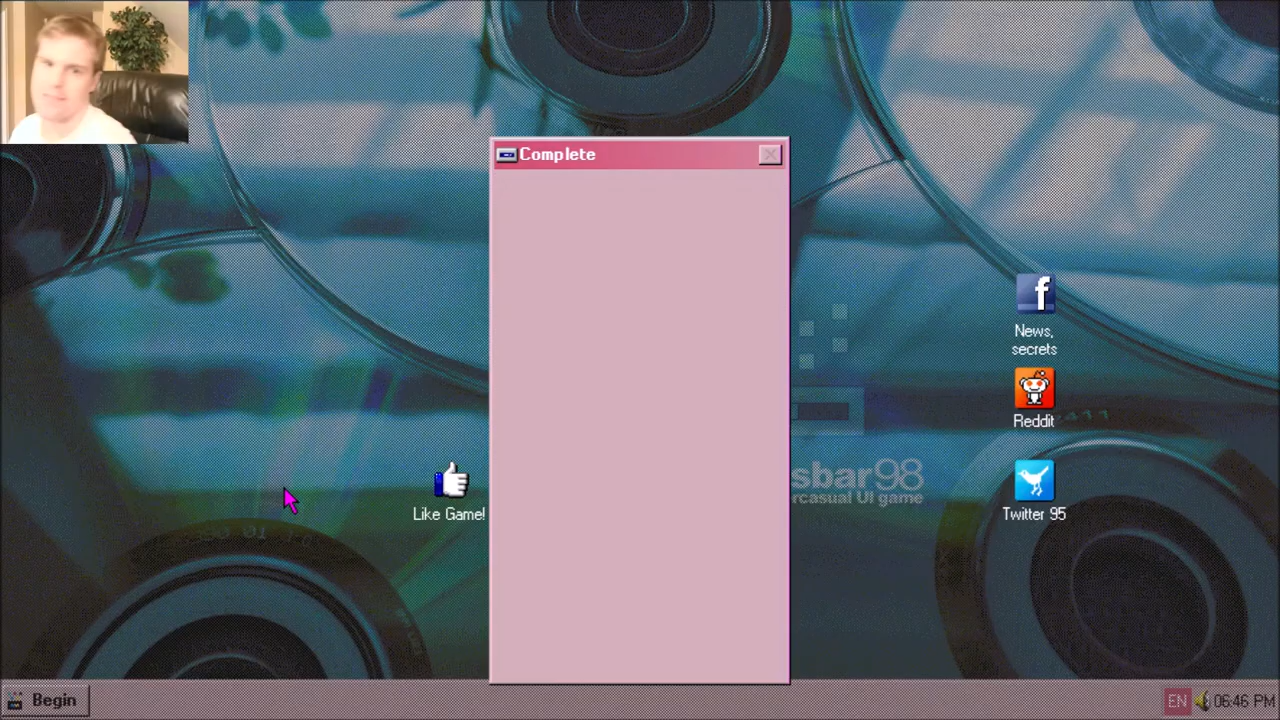 Complete
News,
secrets
Reddit
sbar98
rcasual UI game
Like Game!
Twitter 95
Begin
EN
06:46 PM